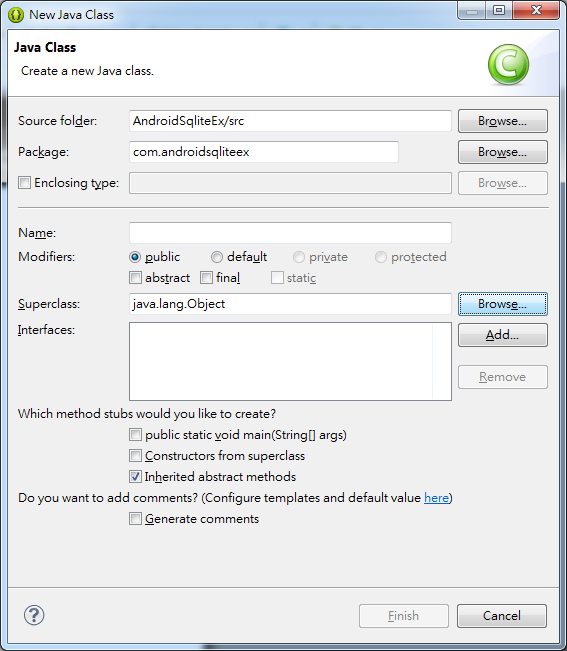 New Java Class
Java Class
Create a new Java class.
C
Source folder: AndroidSqliteEx/src Browse...
Package: com.androidsqliteex Browse...
Enclosing type: Browse...
Name:
Modifiers: public default private protected
abstract final static
Superclass: java.lang.Object Browse...
Interfaces: Add...
Remove
Which method stubs would you like to create?
public static void main(String[] args)
Constructors from superclass
Inherited abstract methods
Do you want to add comments? (Configure templates and default value here)
Generate comments
? Finish Cancel